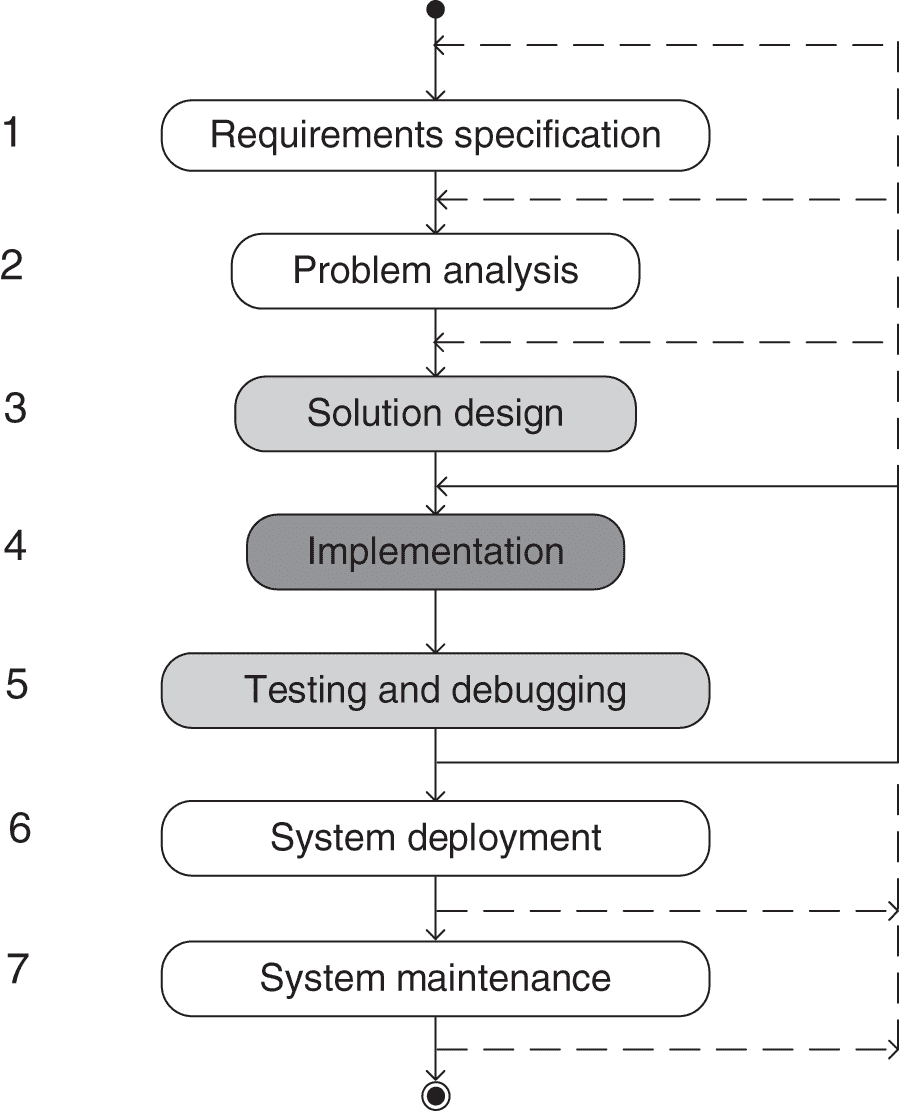 1 Requirements specification
2 Problem analysis
3 Solution design
4 Implementation
5 Testing and debugging
6 System deployment
7 System maintenance